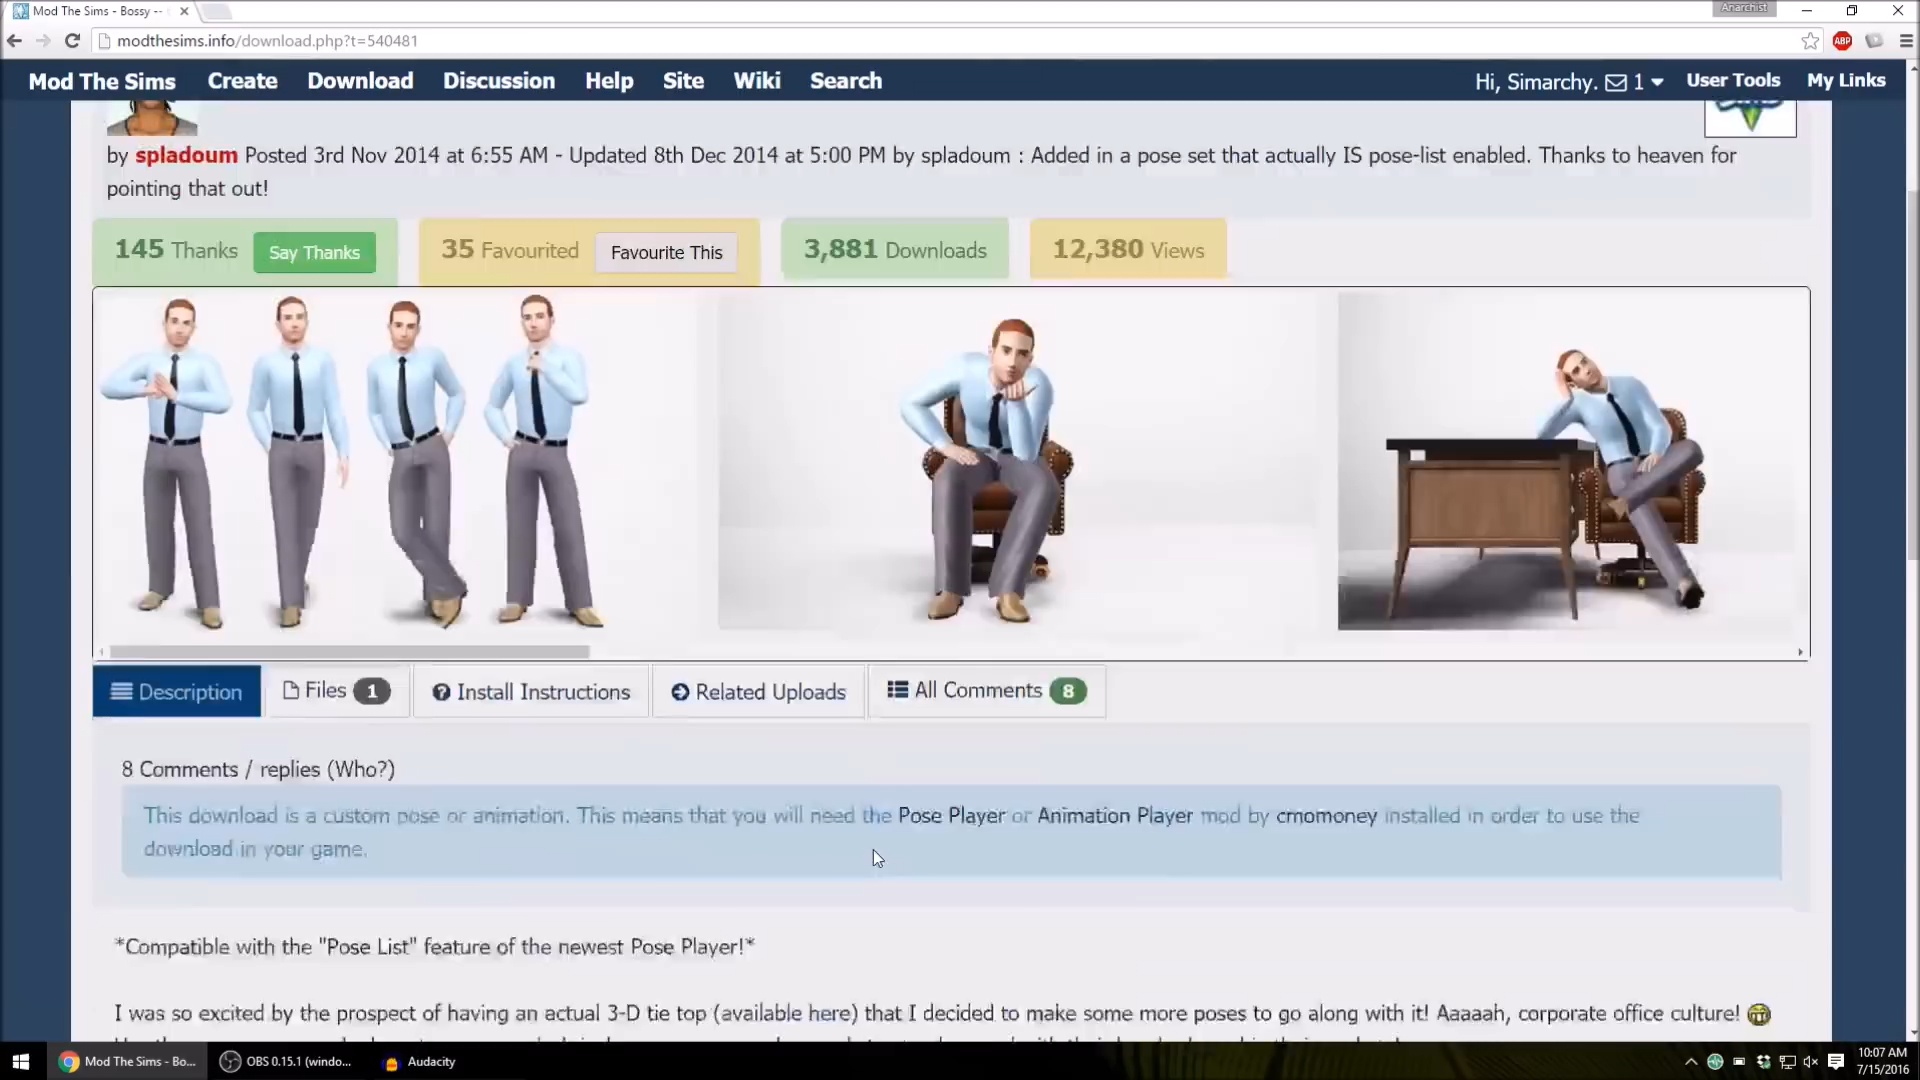 Mod The Sims - Bossy --
Anarchist
modthesims.info/download.php?t=540481
ABP
Mod The Sims Create Download Discussion Help Site Wiki Search Hi, Simarchy. 1 User Tools My Links
by spladoum Posted 3rd Nov 2014 at 6:55 AM - Updated 8th Dec 2014 at 5:00 PM by spladoum : Added in a pose set that actually IS pose-list enabled. Thanks to heaven for
pointing that out!
145 Thanks Say Thanks 35 Favourited Favourite This 3,881 Downloads 12,380 Views
Description Files 1 Install Instructions Related Uploads All Comments 8
8 Comments / replies (Who?)
This download is a custom pose or animation. This means that you will need the Pose Player or Animation Player mod by cmomoney installed in order to use the
download in your game.
*Compatible with the "Pose List" feature of the newest Pose Player!*
I was so excited by the prospect of having an actual 3-D tie top (available here) that I decided to make some more poses to go along with it! Aaaaah, corporate office culture!
Mod The Sims - Bo... OBS 0.15.1 (windo... Audacity
10:07 AM
7/15/2016